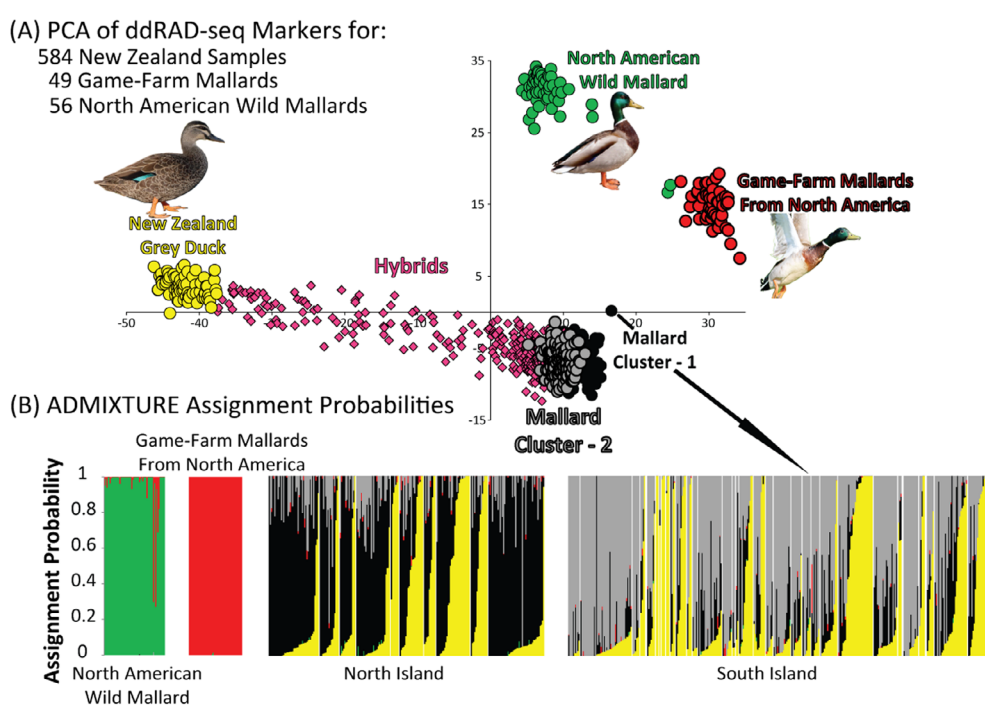 (A) PCA of ddRAD-seq Markers for:
584 New Zealand Samples
49 Game-Farm Mallards
56 North American Wild Mallards
35
25
15
5
-5
-15
-50
-40
-30
-20
-10
10
20
30
North American
Wild Mallard
Game-Farm Mallards
From North America
New Zealand
Grey Duck
Hybrids
Mallard
Cluster - 1
Mallard
Cluster - 2
(B) ADMIXTURE Assignment Probabilities
Game-Farm Mallards
From North America
Assignment Probability
1
0.8
0.6
0.4
0.2
0
North American
Wild Mallard
North Island
South Island